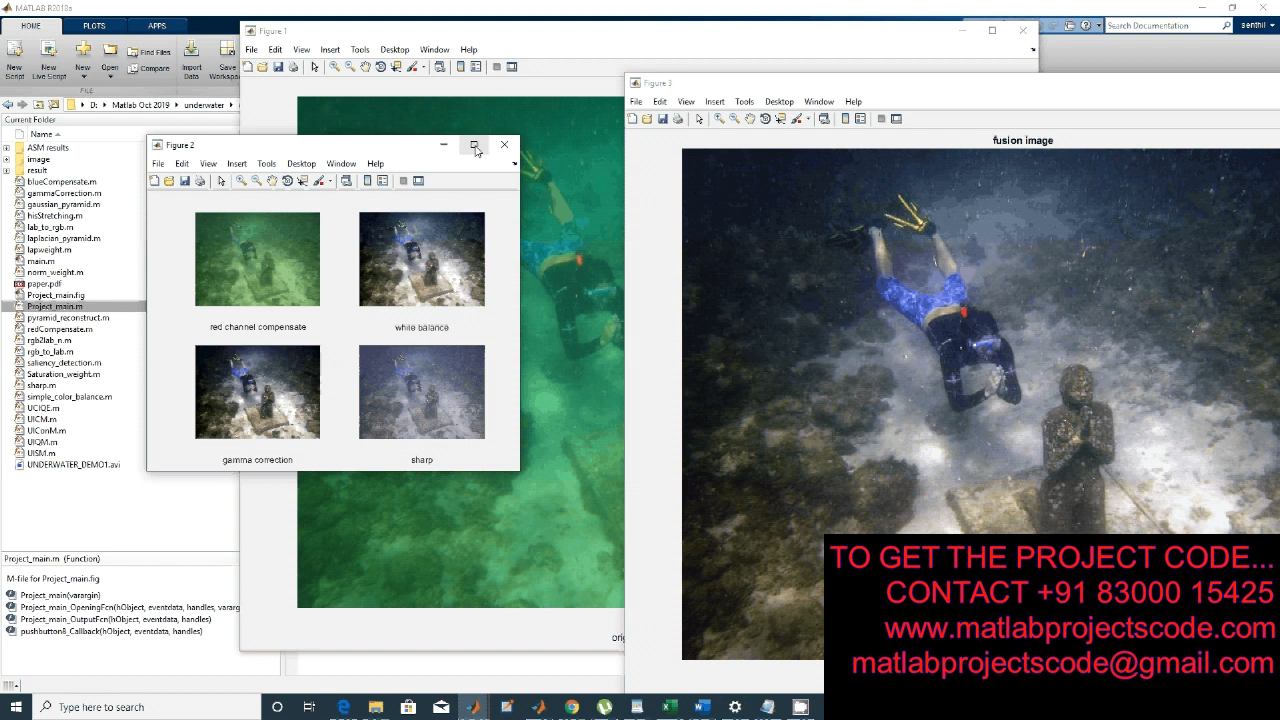 MATLAB R2018a
HOME PLOTS APPS
Search Documentation
senthil
New Script
New Live Script
New
Open
Find Files
Compare
Import Data
Save
FILE
D: Matlab Oct 2019 underwater
Current Folder
Name
ASM results
image
result
blueCompensate.m
gammaCorrection.m
gaussian_pyramid.m
hisStretching.m
lab_to_rgb.m
laplacian_pyramid.m
lapweight.m
main.m
norm_weight.m
paper.pdf
Project_main.fig
Project_main.m
pyramid_reconstruct.m
redCompensate.m
rgb2lab_n.m
rgb_to_lab.m
saliency_detection.m
Saturation_weight.m
sharp.m
simple_color_balance.m
UCIQE.m
UICM.m
UIConM.m
UIQM.m
UISM.m
UNDERWATER_DEMO1.avi
Project_main.m (Function)
M-file for Project_main.fig
Project_main(varargin)
Project_main_OpeningFcn(hObject, eventdata, handles, vararg
Project_main_OutputFcn(hObject, eventdata, handles)
pushbutton8_Callback(hObject, eventdata, handles)
Figure 1
File Edit View Insert Tools Desktop Window Help
Figure 2
File Edit View Insert Tools Desktop Window Help
red channel compensate
white balance
gamma correction
sharp
Figure 3
File Edit View Insert Tools Desktop Window Help
fusion image
TO GET THE PROJECT CODE...
CONTACT +91 83000 15425
www.matlabprojectscode.com
matlabprojectscode@gmail.com
Type here to search